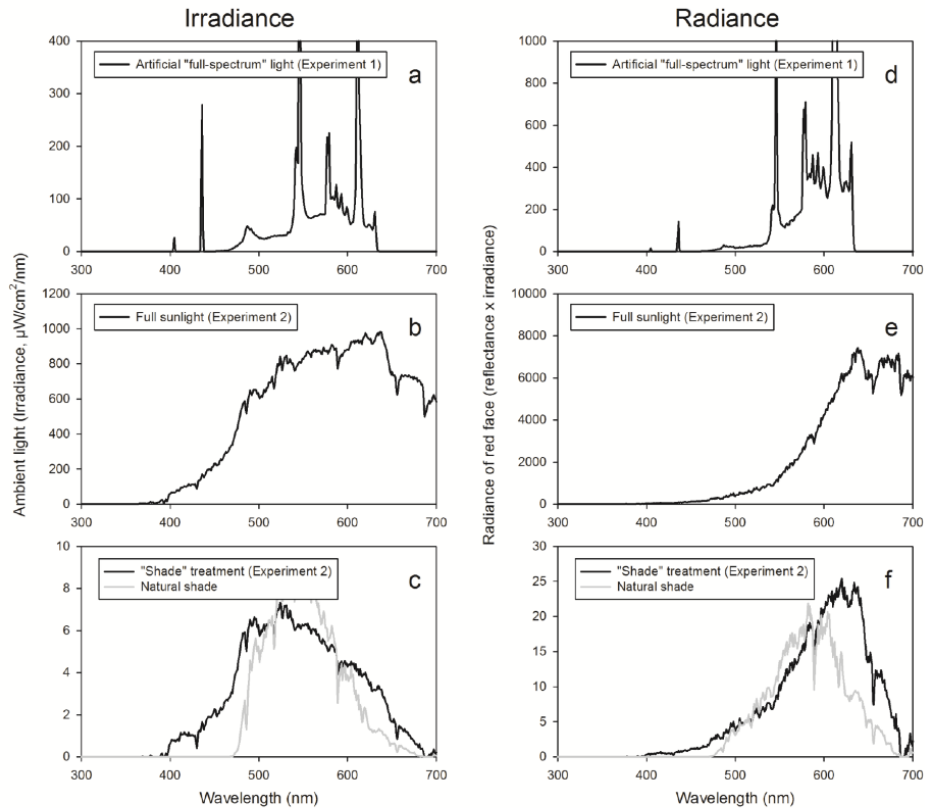 Irradiance
Radiance
400
300
200
100
0
Artificial "full-spectrum" light (Experiment 1)
a
300 400 500 600 700
1000
800
600
400
200
0
Artificial "full-spectrum" light (Experiment 1)
d
300 400 500 600 700
Ambient light (Irradiance, µW/cm²/nm)
1200
1000
800
600
400
200
0
Full sunlight (Experiment 2)
b
300 400 500 600 700
Radiance of red face (reflectance x irradiance)
10000
8000
6000
4000
2000
0
Full sunlight (Experiment 2)
e
300 400 500 600 700
10
8
6
4
2
0
"Shade" treatment (Experiment 2)
Natural shade
c
300 400 500 600 700
Wavelength (nm)
30
25
20
15
10
5
0
"Shade" treatment (Experiment 2)
Natural shade
f
300 400 500 600 700
Wavelength (nm)